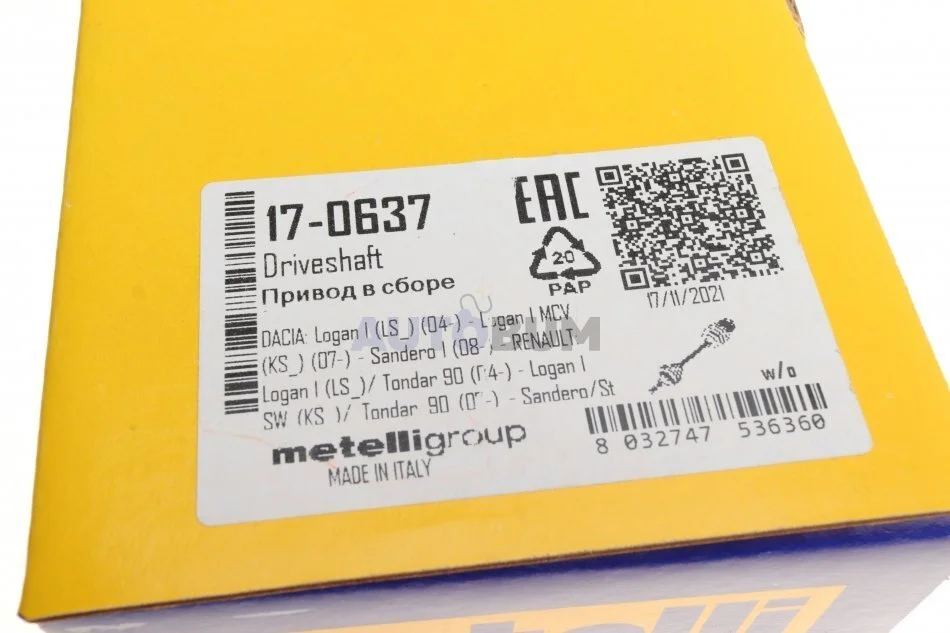 17-0637
EAC
Driveshaft
20
PAP
Привод в сборе
17/11/2021
DACIA: Logan I (LS_) (04-) - Logan I MCV
(KS_) (07-) - Sandero I (08-) - RENAULT:
Logan I (LS_)/ Tondar 90 (04-) - Logan I
SW (KS_)/ Tondar 90 (07-) - Sandero/St
AUTOBUM
w/o
metelligroup
MADE IN ITALY
8 032747 536360
metelli